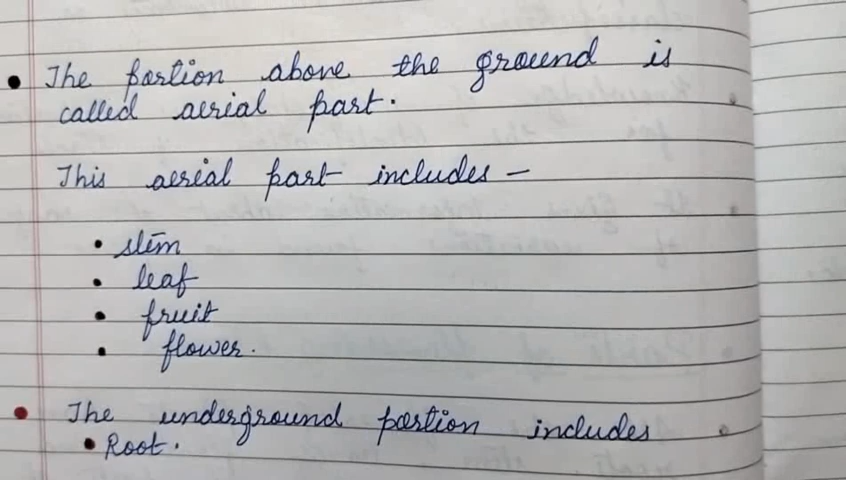 • The portion above the ground is
called aerial part.
This aerial part includes -
• stem
• leaf
• fruit
• flower.
• The underground portion includes
• Root.